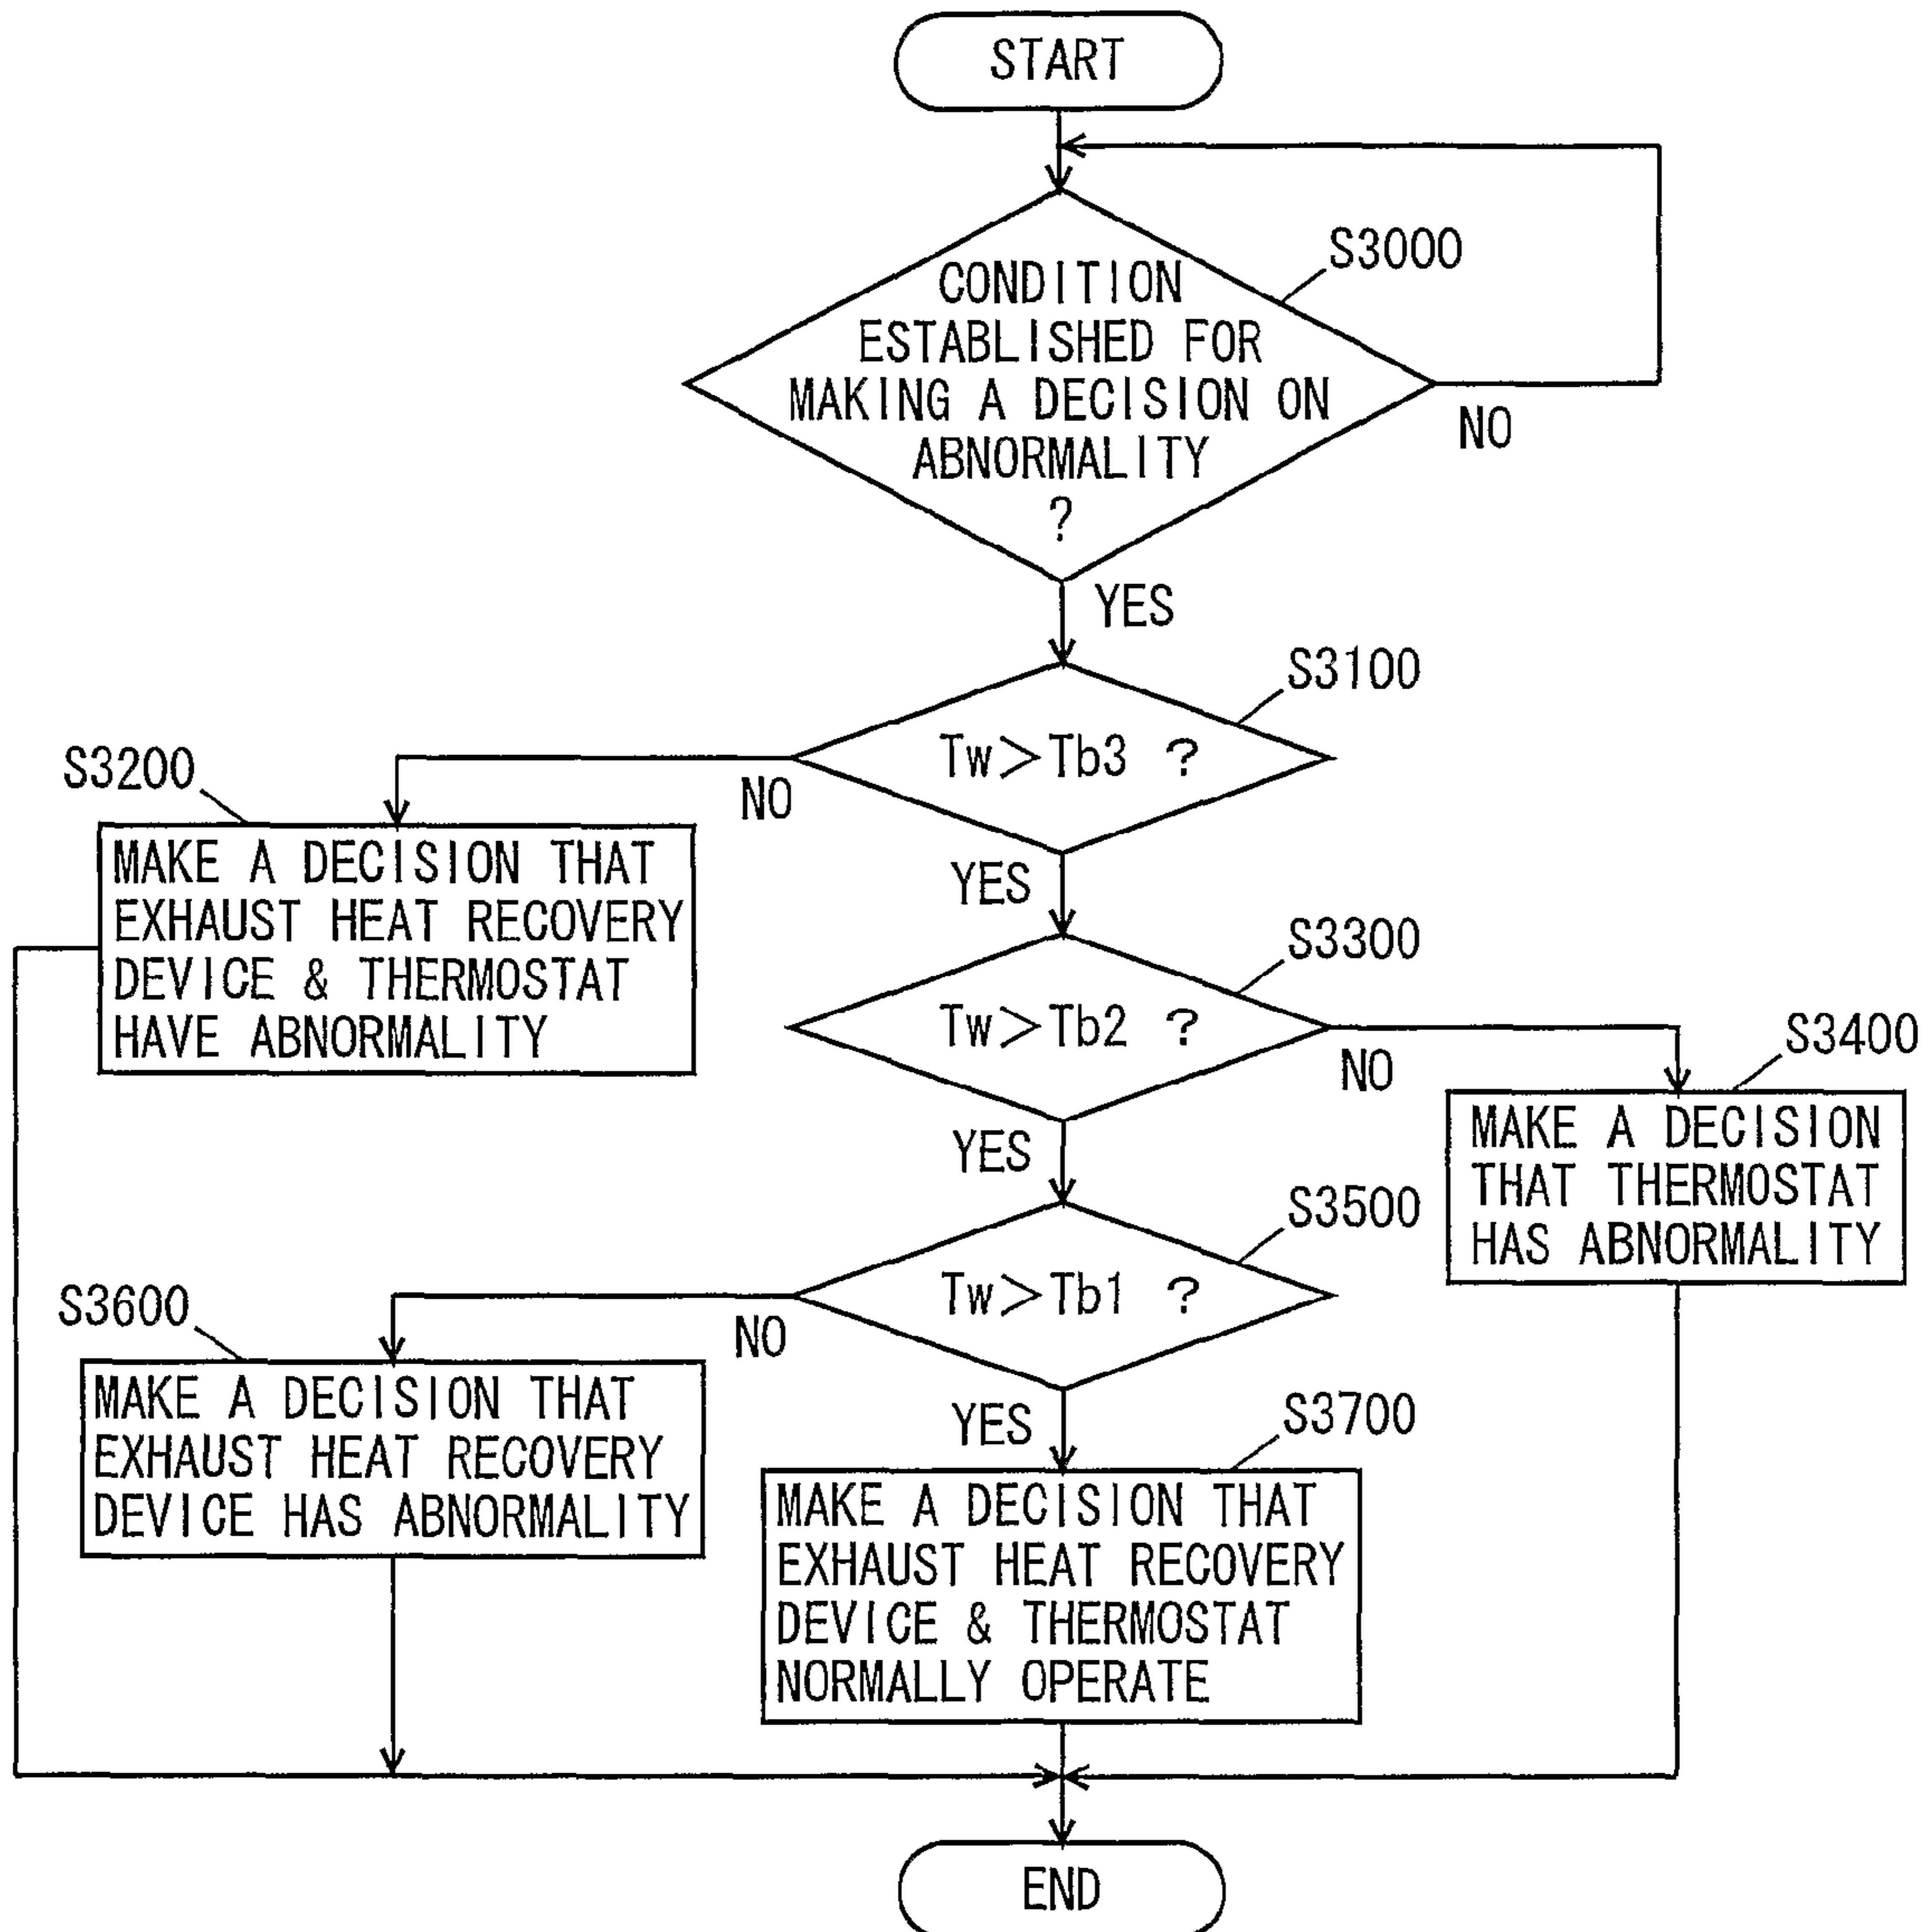 START
S3000
CONDITION
ESTABLISHED FOR
MAKING A DECISION ON
ABNORMALITY
?
NO
YES
S3100
Tw>Tb3 ?
NO
YES
S3200
MAKE A DECISION THAT
EXHAUST HEAT RECOVERY
DEVICE & THERMOSTAT
HAVE ABNORMALITY
S3300
Tw>Tb2 ?
NO
YES
S3400
MAKE A DECISION
THAT THERMOSTAT
HAS ABNORMALITY
S3500
Tw>Tb1 ?
NO
YES
S3600
MAKE A DECISION THAT
EXHAUST HEAT RECOVERY
DEVICE HAS ABNORMALITY
S3700
MAKE A DECISION THAT
EXHAUST HEAT RECOVERY
DEVICE & THERMOSTAT
NORMALLY OPERATE
END